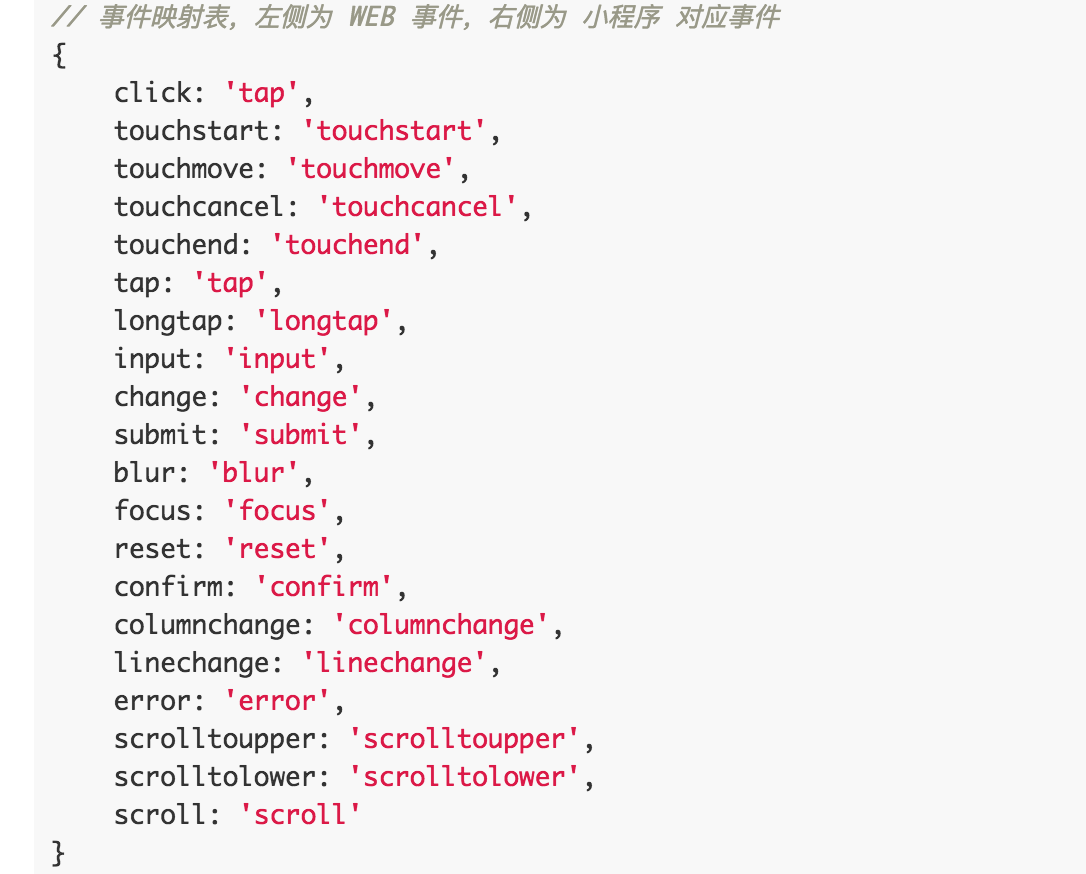 // 事件映射表，左侧为 WEB 事件，右侧为 小程序 对应事件
{
    click: 'tap',
    touchstart: 'touchstart',
    touchmove: 'touchmove',
    touchcancel: 'touchcancel',
    touchend: 'touchend',
    tap: 'tap',
    longtap: 'longtap',
    input: 'input',
    change: 'change',
    submit: 'submit',
    blur: 'blur',
    focus: 'focus',
    reset: 'reset',
    confirm: 'confirm',
    columnchange: 'columnchange',
    linechange: 'linechange',
    error: 'error',
    scrolltoupper: 'scrolltoupper',
    scrolltolower: 'scrolltolower',
    scroll: 'scroll'
}